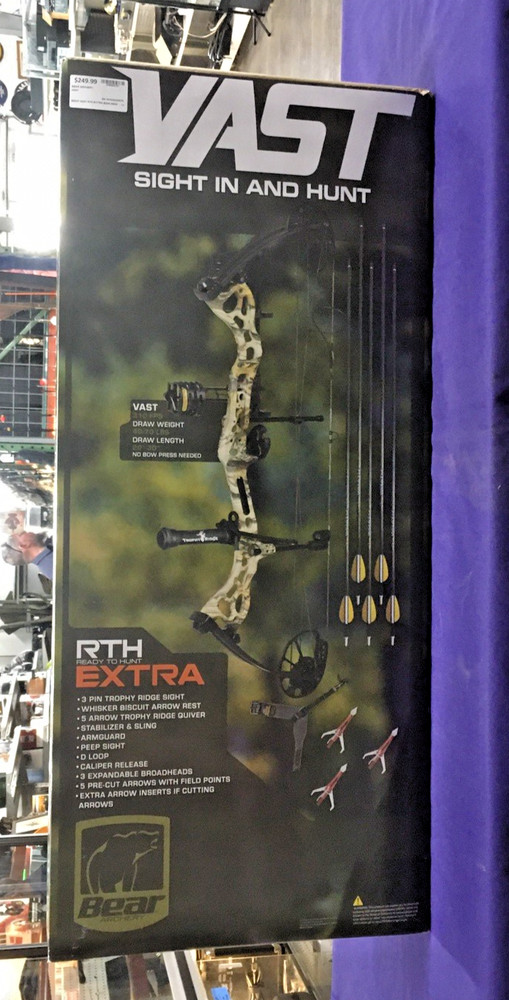 $249.99
VAST
SIGHT IN AND HUNT
VAST
DRAW WEIGHT
DRAW LENGTH
NO BOW PRESS NEEDED
RTH
READY TO HUNT
EXTRA
• 3 PIN TROPHY RIDGE SIGHT
• WHISKER BISCUIT ARROW REST
• 5 ARROW TROPHY RIDGE QUIVER
• STABILIZER & SLING
• ARMGUARD
• PEEP SIGHT
• D LOOP
• CALIPER RELEASE
• 3 EXPANDABLE BROADHEADS
• 5 PRE-CUT ARROWS WITH FIELD POINTS
• EXTRA ARROW INSERTS IF CUTTING
ARROWS
Bear
ARCHERY